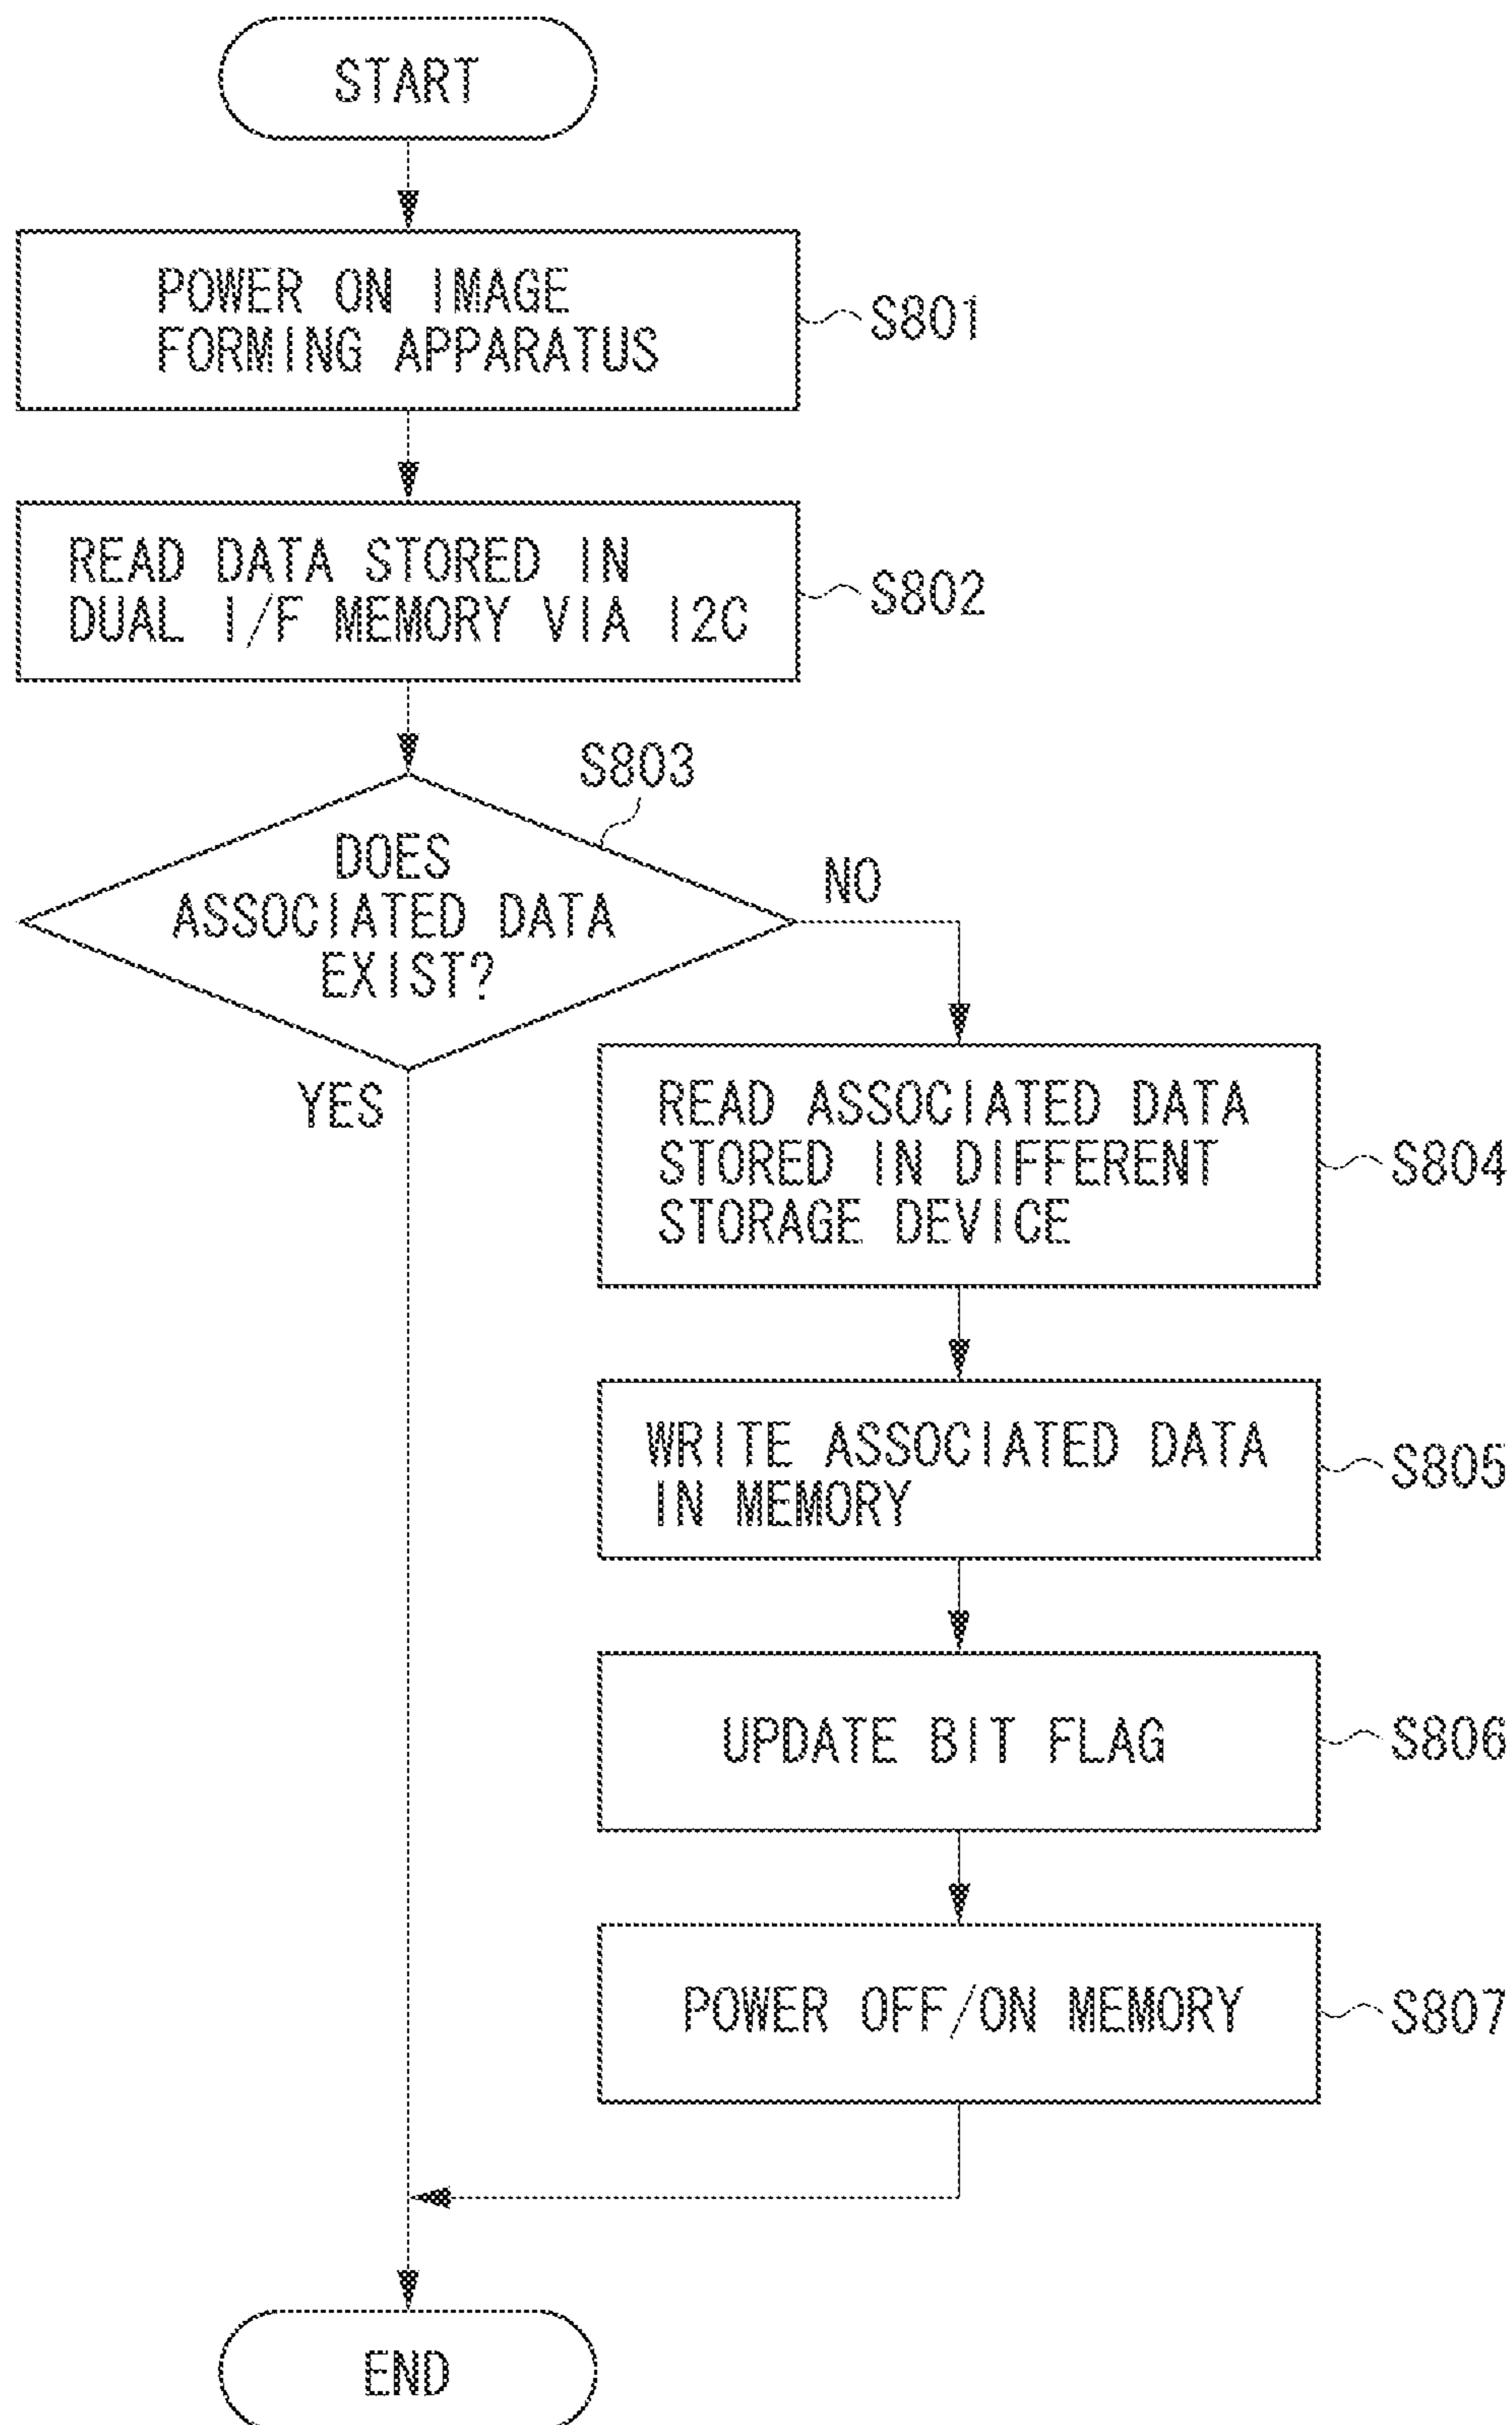 START
POWER ON IMAGE
FORMING APPARATUS
S801
READ DATA STORED IN
DUAL I/F MEMORY VIA I2C
S802
S803
DOES
ASSOCIATED DATA
EXIST?
NO
YES
READ ASSOCIATED DATA
STORED IN DIFFERENT
STORAGE DEVICE
S804
WRITE ASSOCIATED DATA
IN MEMORY
S805
UPDATE BIT FLAG
S806
POWER OFF/ON MEMORY
S807
END